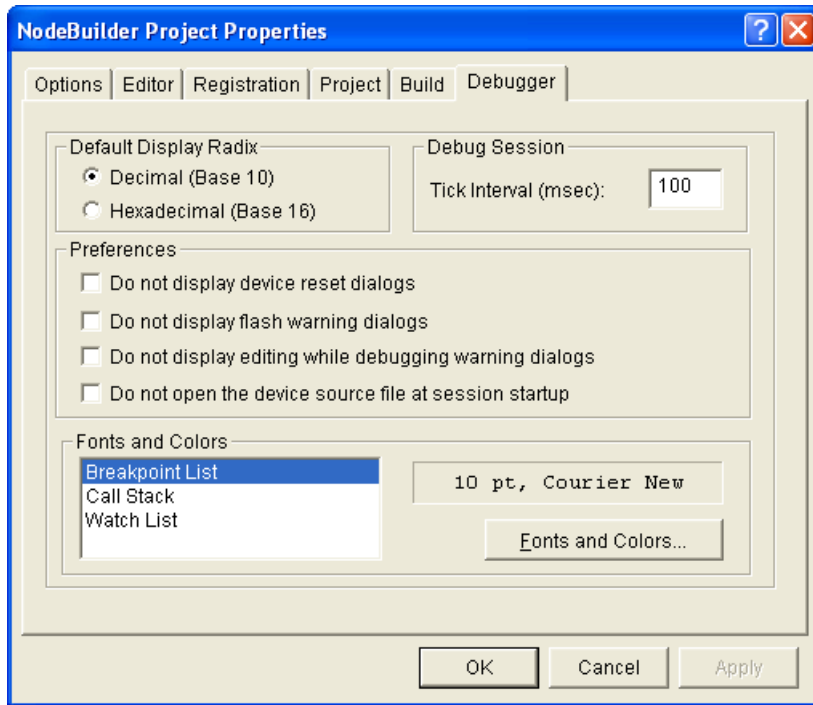 NodeBuilder Project Properties
Options Editor Registration Project Build Debugger
Default Display Radix
Decimal (Base 10)
Hexadecimal (Base 16)
Debug Session
Tick Interval (msec): 100
Preferences
Do not display device reset dialogs
Do not display flash warning dialogs
Do not display editing while debugging warning dialogs
Do not open the device source file at session startup
Fonts and Colors
Breakpoint List
Call Stack
Watch List
10 pt, Courier New
Fonts and Colors...
OK Cancel Apply